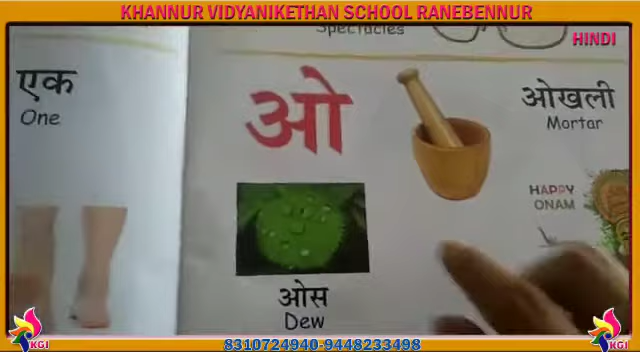 KHANNUR VIDYANIKETHAN SCHOOL RANEBENNUR
HINDI
Spectacles
एक
One
ओ
ओखली
Mortar
HAPPY
ONAM
ओस
Dew
KGI
8310724940-9448233498
KGI